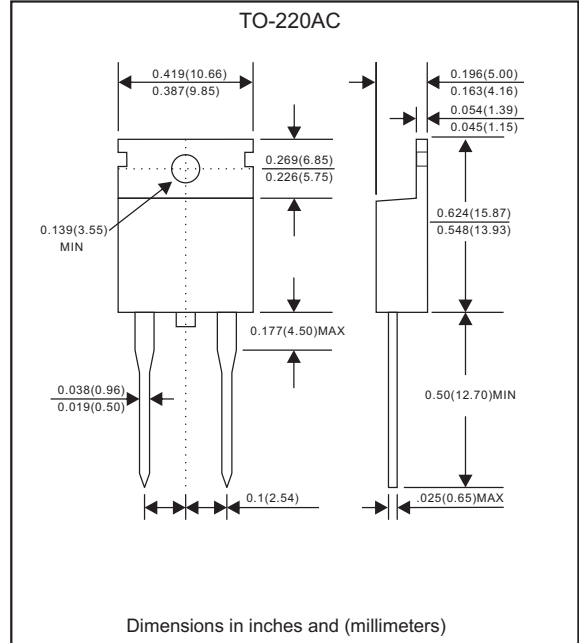 TO-220AC
0.419(10.66)
0.387(9.85)
0.196(5.00)
0.163(4.16)
0.054(1.39)
0.045(1.15)
0.269(6.85)
0.226(5.75)
0.139(3.55)
MIN
0.624(15.87)
0.548(13.93)
0.177(4.50)MAX
0.038(0.96)
0.019(0.50)
0.50(12.70)MIN
0.1(2.54)
.025(0.65)MAX
Dimensions in inches and (millimeters)